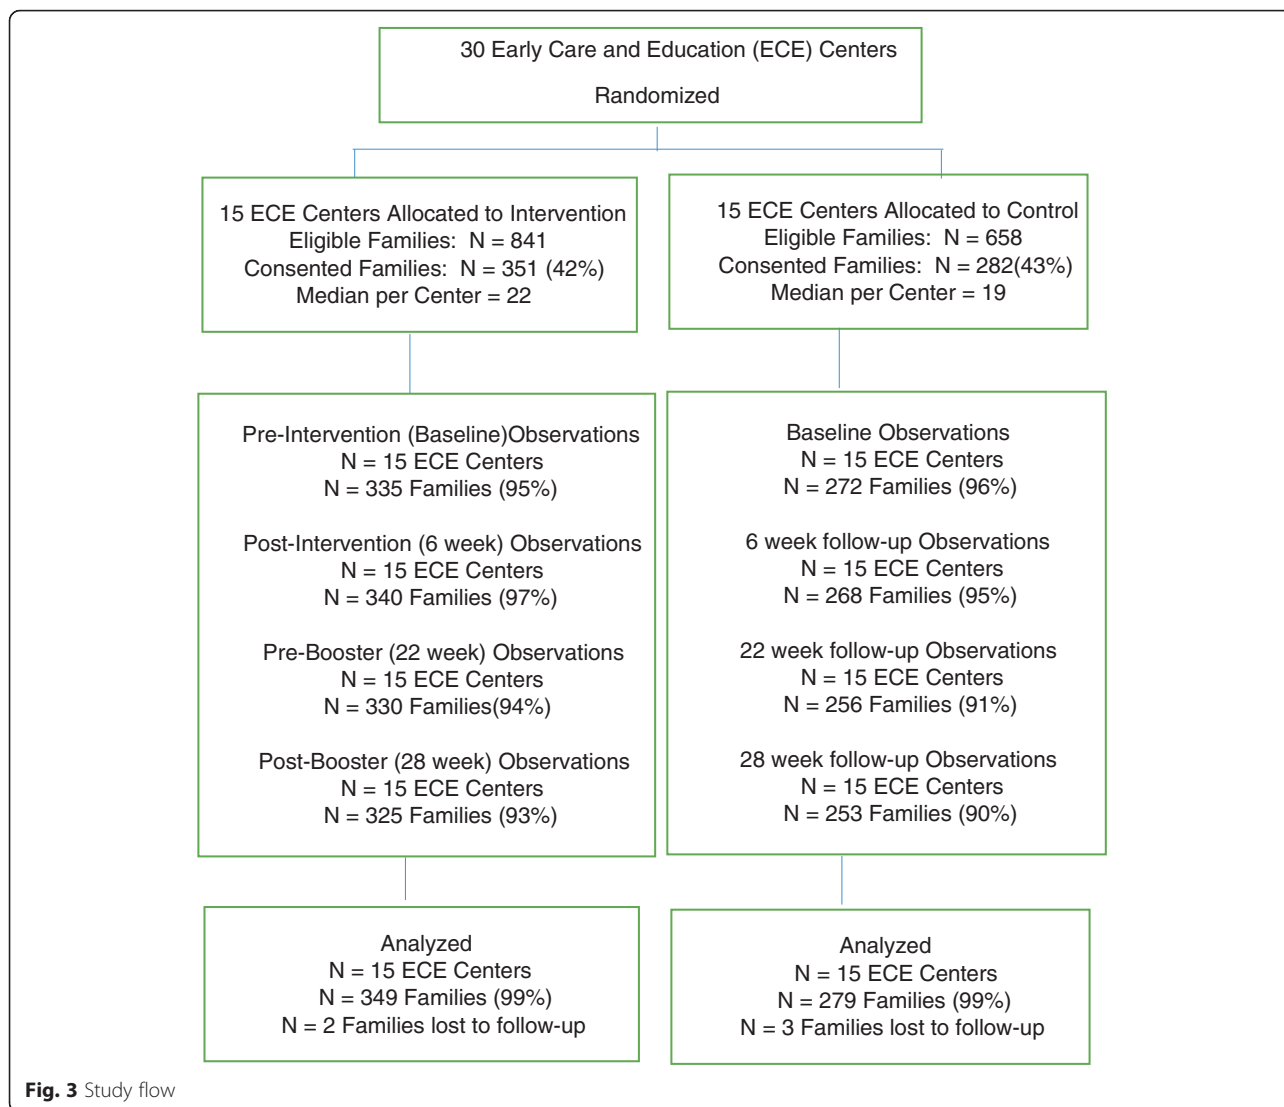 30 Early Care and Education (ECE) Centers
Randomized
15 ECE Centers Allocated to Intervention
Eligible Families: N = 841
Consented Families: N = 351 (42%)
Median per Center = 22
15 ECE Centers Allocated to Control
Eligible Families: N = 658
Consented Families: N = 282(43%)
Median per Center = 19
Pre-Intervention (Baseline)Observations
N = 15 ECE Centers
N = 335 Families (95%)
Post-Intervention (6 week) Observations
N = 15 ECE Centers
N = 340 Families (97%)
Pre-Booster (22 week) Observations
N = 15 ECE Centers
N = 330 Families(94%)
Post-Booster (28 week) Observations
N = 15 ECE Centers
N = 325 Families (93%)
Baseline Observations
N = 15 ECE Centers
N = 272 Families (96%)
6 week follow-up Observations
N = 15 ECE Centers
N = 268 Families (95%)
22 week follow-up Observations
N = 15 ECE Centers
N = 256 Families (91%)
28 week follow-up Observations
N = 15 ECE Centers
N = 253 Families (90%)
Analyzed
N = 15 ECE Centers
N = 349 Families (99%)
N = 2 Families lost to follow-up
Analyzed
N = 15 ECE Centers
N = 279 Families (99%)
N = 3 Families lost to follow-up
Fig. 3 Study flow